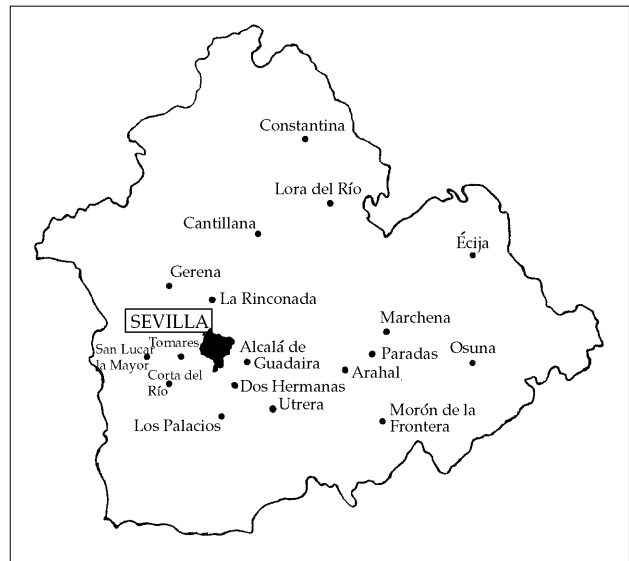 Constantina
Lora del Río
Cantillana
Écija
Gerena
La Rinconada
SEVILLA
Marchena
San Lucar
la Mayor
Tomares
Alcalá de
Guadaira
Paradas
Osuna
Corta del
Río
Arahal
Dos Hermanas
Utrera
Los Palacios
Morón de la
Frontera